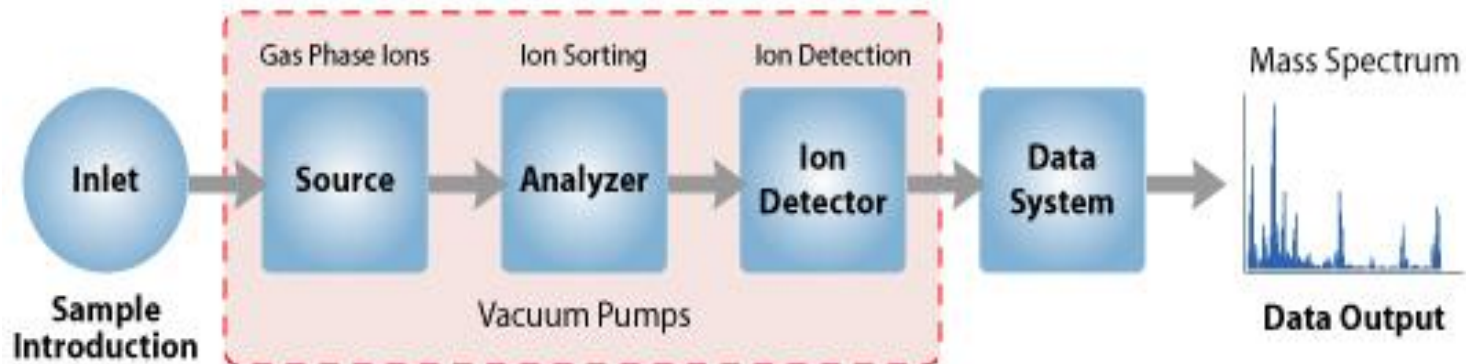 Gas Phase Ions
Ion Sorting
Ion Detection
Mass Spectrum
Inlet
Source
Analyzer
Ion
Detector
Data
System
Sample
Introduction
Vacuum Pumps
Data Output